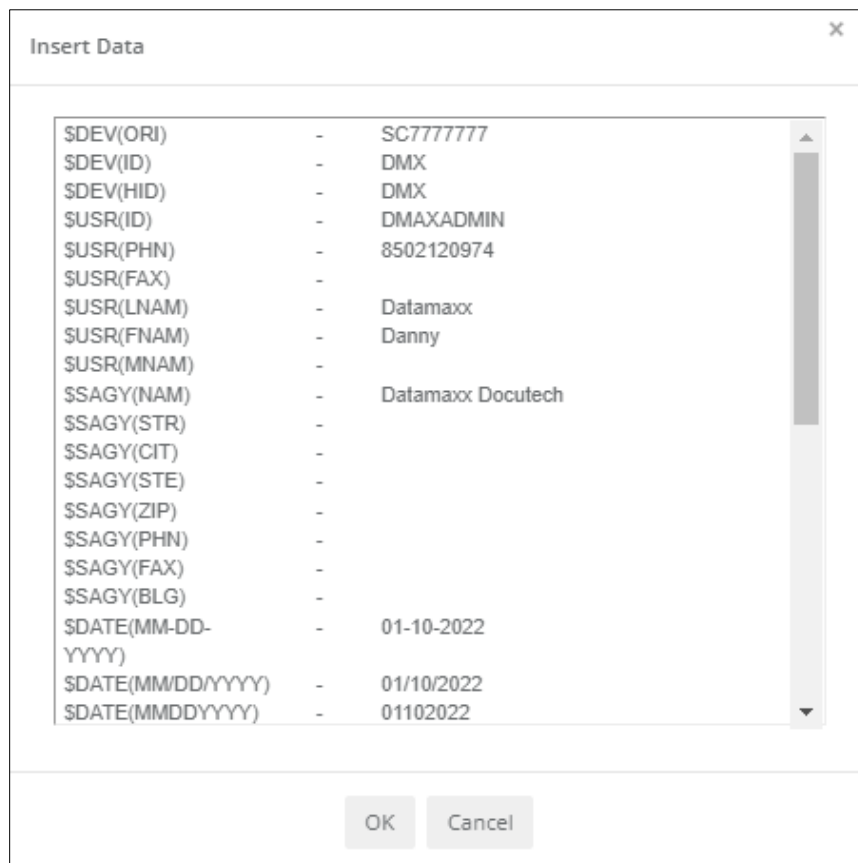 Insert Data ×
$DEV(ORI) - SC7777777
$DEV(ID) - DMX
$DEV(HID) - DMX
$USR(ID) - DMAXADMIN
$USR(PHN) - 8502120974
$USR(FAX) -
$USR(LNAM) - Datamaxx
$USR(FNAM) - Danny
$USR(MNAM) -
$SAGY(NAM) - Datamaxx Docutech
$SAGY(STR) -
$SAGY(CIT) -
$SAGY(STE) -
$SAGY(ZIP) -
$SAGY(PHN) -
$SAGY(FAX) -
$SAGY(BLG) -
$DATE(MM-DD- - 01-10-2022
YYYY)
$DATE(MM/DD/YYYY) - 01/10/2022
$DATE(MMDDYYYY) - 01102022
OK Cancel